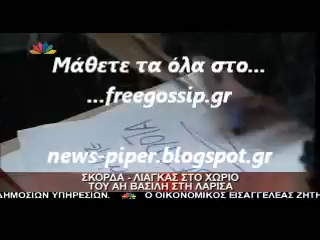 Μάθετε τα όλα στο...
...freegossip.gr
news-piper.blogspot.gr
ΣΚΟΡΔΑ - ΛΙΑΓΚΑΣ ΣΤΟ ΧΩΡΙΟ
ΤΟΥ ΑΗ ΒΑΣΙΛΗ ΣΤΗ ΛΑΡΙΣΑ
ΔΗΜΟΣΙΩΝ ΥΠΗΡΕΣΙΩΝ. ★ Ο ΟΙΚΟΝΟΜΙΚΟΣ ΕΙΣΑΓΓΕΛΕΑΣ ΖΗΤΗ